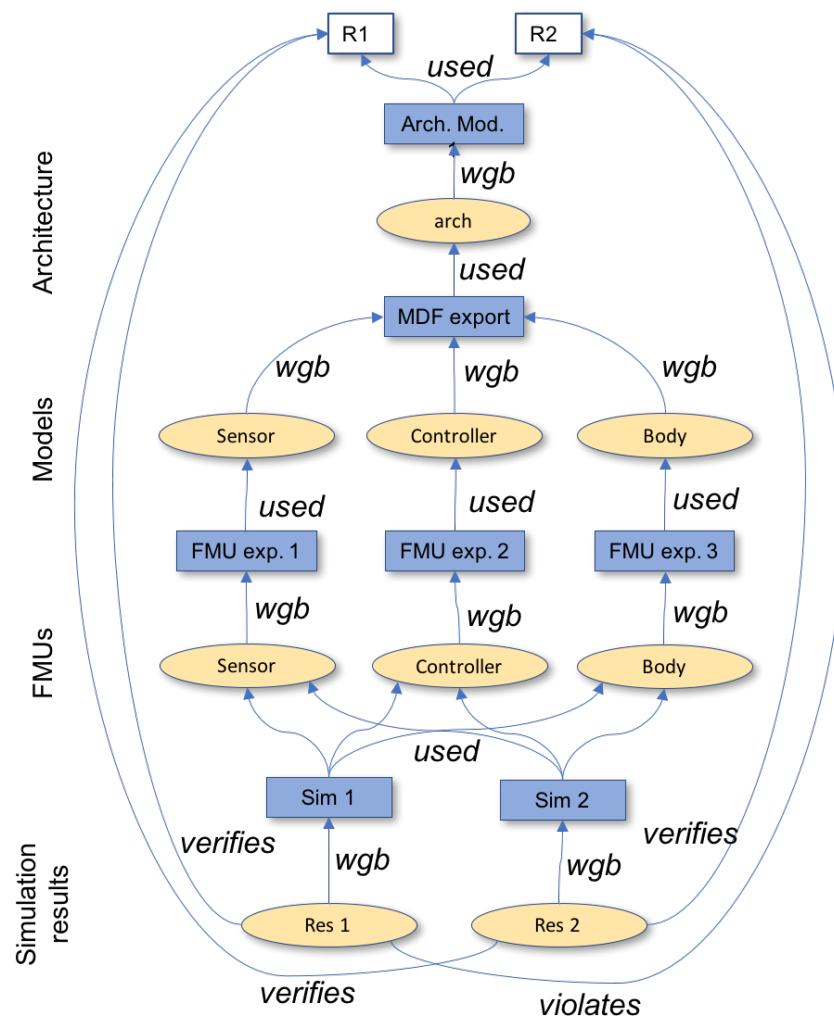 R1
R2
used
Arch. Mod.
wgb
arch
used
MDF export
wgb
wgb
wgb
Sensor
Controller
Body
used
used
used
FMU exp. 1
FMU exp. 2
FMU exp. 3
wgb
wgb
wgb
Sensor
Controller
Body
used
Sim 1
Sim 2
verifies
wgb
wgb
verifies
Res 1
Res 2
verifies
violates
Architecture
Models
FMUs
Simulation
results